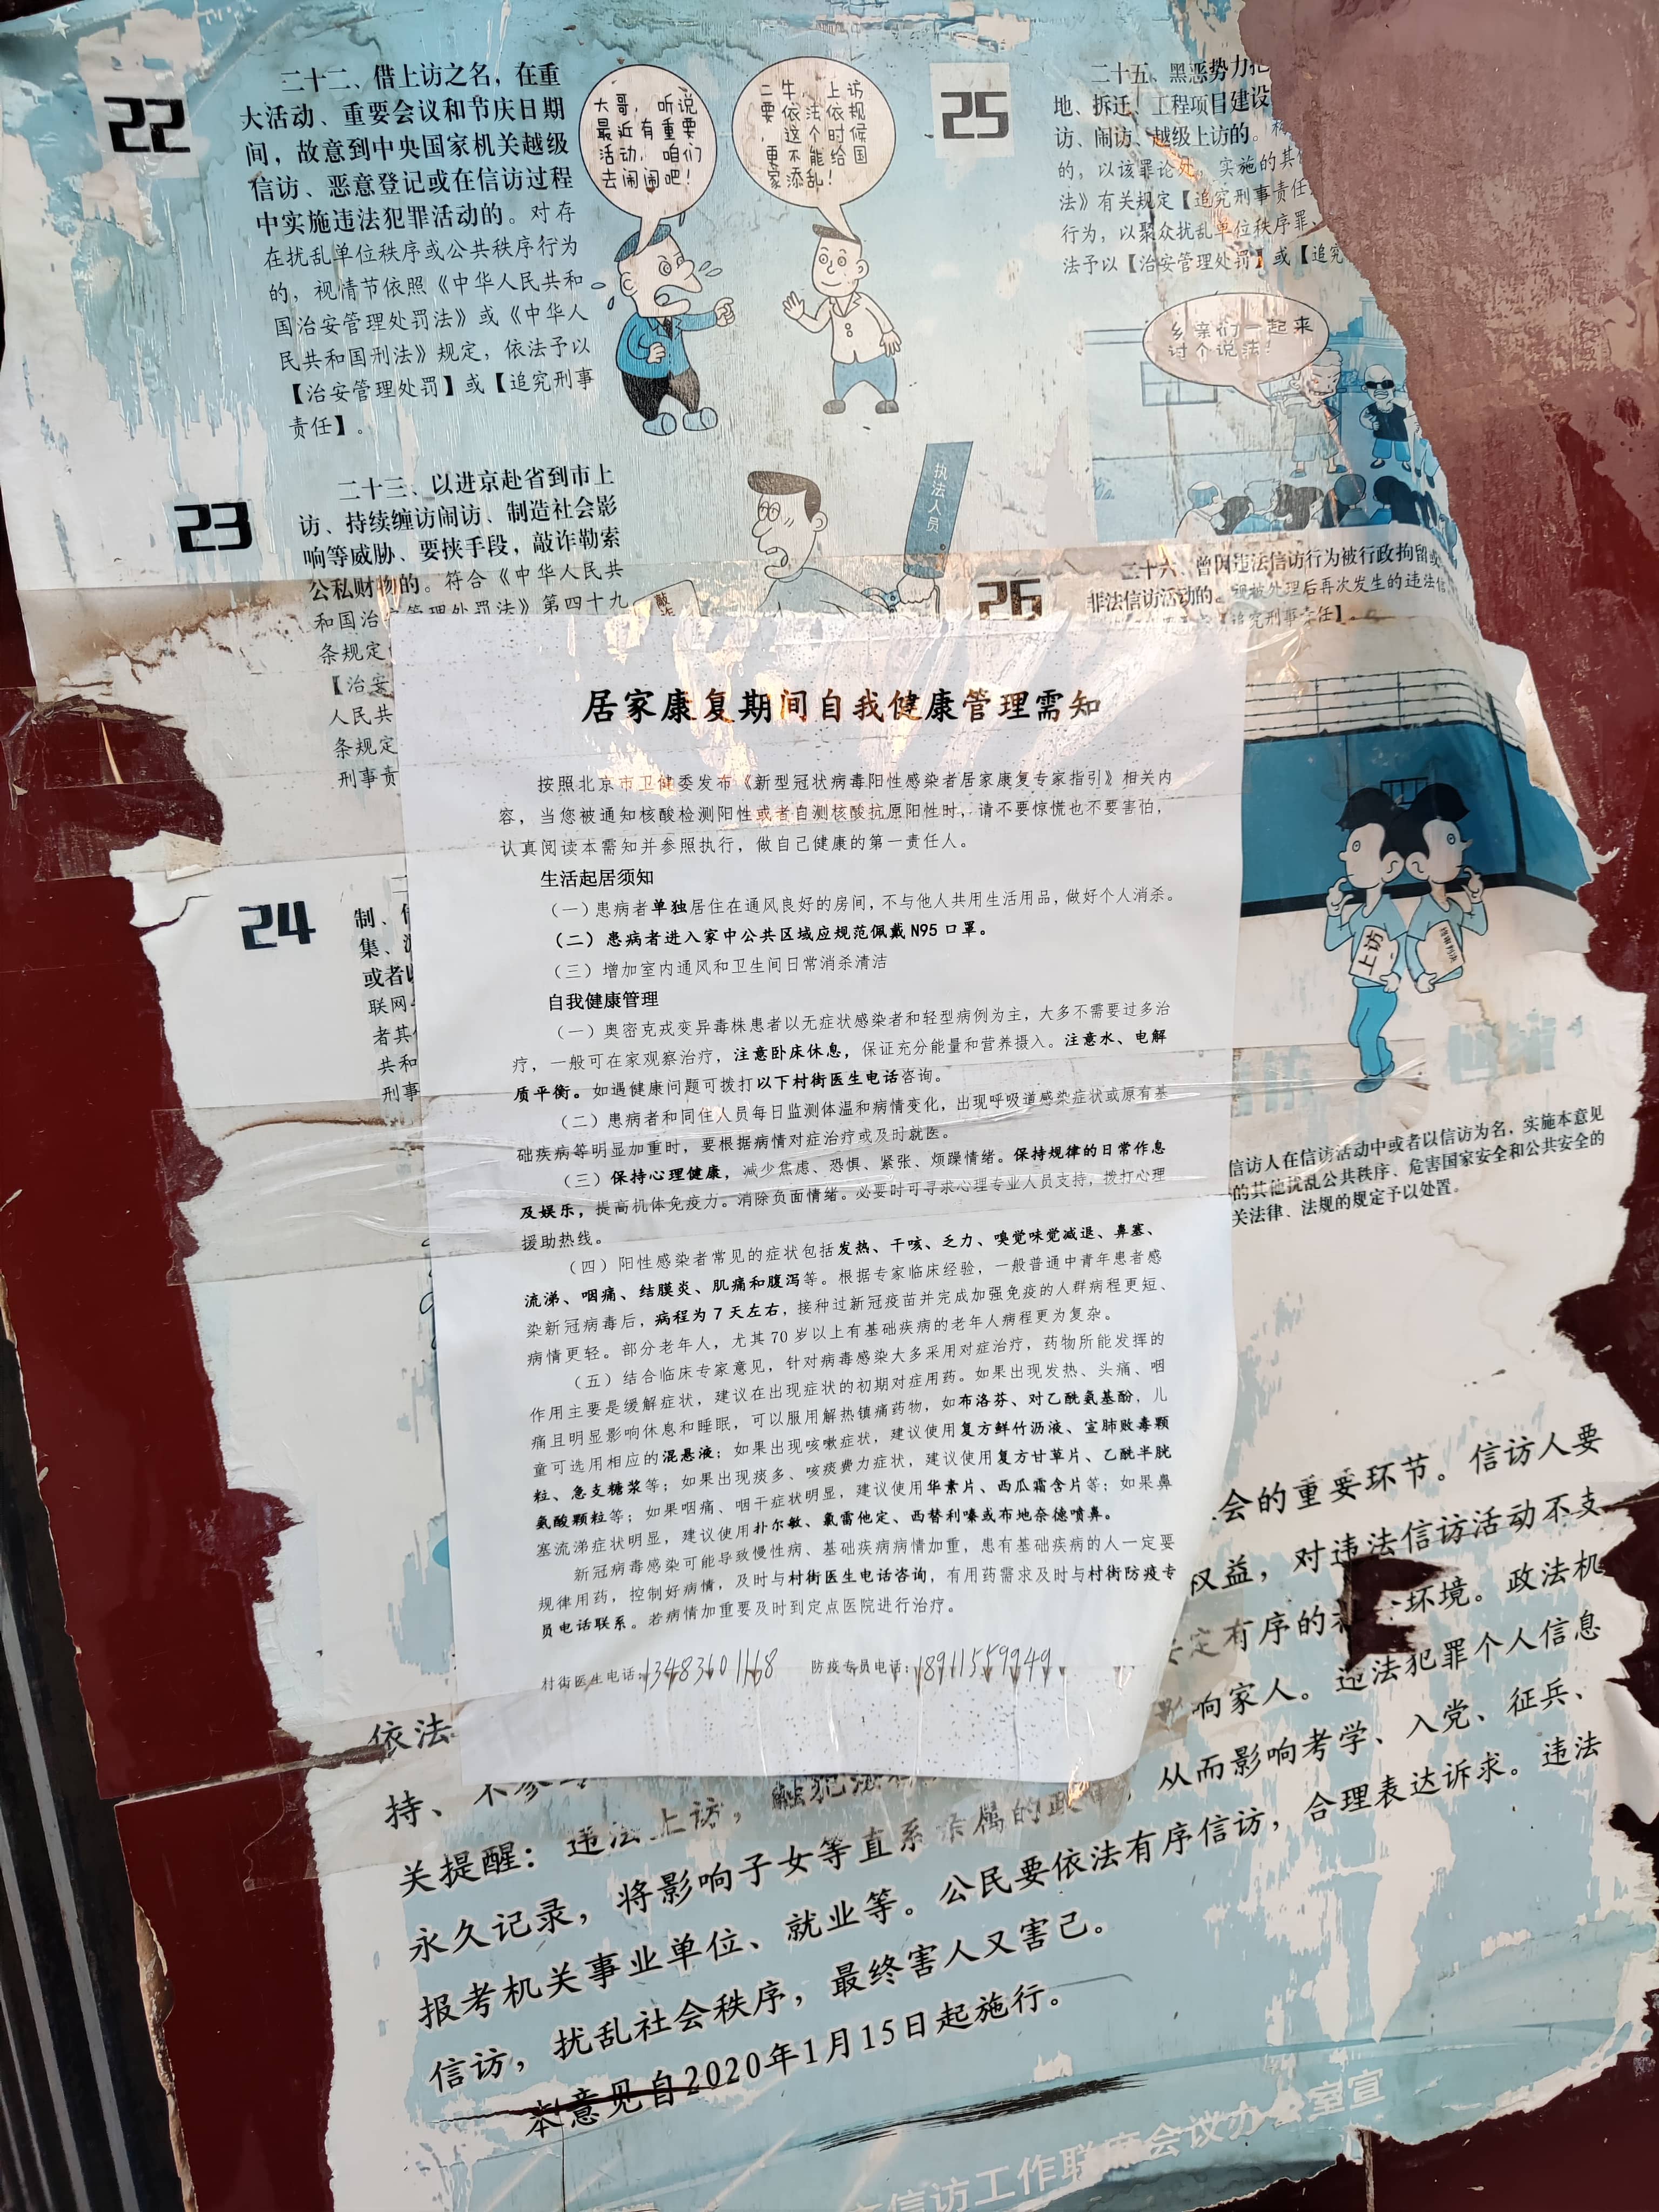 22
二十二、借上访之名，在重
大活动、重要会议和节庆日期
间，故意到中央国家机关越级
信访、恶意登记或在信访过程
中实施违法犯罪活动的。对存
在扰乱单位秩序或公共秩序行为
的，视情节依照《中华人民共和
国治安管理处罚法》或《中华人
民共和国刑法》规定，依法予以
【治安管理处罚】或【追究刑事
责任】。
大哥，听说
最近有重要
活动，咱们
去闹闹吧！
二牛，上访
要依法依规
，这个时候
更不能给国
家添乱！
23
二十三、以进京赴省到市上
访、持续缠访闹访、制造社会影
响等威胁、要挟手段，敲诈勒索
公私财物的。符合《中华人民共
和国治安管理处罚法》第四十九
条规定
【治安
人民共
条规定
刑事责
执法人员
24
制、
集、
或者以
联网
者其他
共和
刑事
25
二十五、黑恶势力
地、拆迁、工程项目建设
访、闹访、越级上访的。
的，以该罪论处，实施的其
法》有关规定【追究刑事责任
行为，以聚众扰乱单位秩序罪、
法予以【治安管理处罚】或【追究
乡亲们一起来
讨个说法！
26
二十六、曾因违法信访行为被行政拘留或
非法信访活动的。现被处理后再次发生的违法信
【追究刑事责任】
上访
信访人在信访活动中或者以信访为名，实施本意见
的其他扰乱公共秩序、危害国家安全和公共安全的
关法律、法规的规定予以处置。
居家康复期间自我健康管理需知
按照北京市卫健委发布《新型冠状病毒阳性感染者居家康复专家指引》相关内
容，当您被通知核酸检测阳性或者自测核酸抗原阳性时，请不要惊慌也不要害怕，
认真阅读本需知并参照执行，做自己健康的第一责任人。
生活起居须知
（一）患病者单独居住在通风良好的房间，不与他人共用生活用品，做好个人消杀。
（二）患病者进入家中公共区域应规范佩戴N95口罩。
（三）增加室内通风和卫生间日常消杀清洁
自我健康管理
（一）奥密克戎变异毒株患者以无症状感染者和轻型病例为主，大多不需要过多治
疗，一般可在家观察治疗，注意卧床休息，保证充分能量和营养摄入。注意水、电解
质平衡。如遇健康问题可拨打以下村街医生电话咨询。
（二）患病者和同住人员每日监测体温和病情变化，出现呼吸道感染症状或原有基
础疾病等明显加重时，要根据病情对症治疗或及时就医。
（三）保持心理健康，减少焦虑、恐惧、紧张、烦躁情绪。保持规律的日常作息
及娱乐，提高机体免疫力。消除负面情绪。必要时可寻求心理专业人员支持，拨打心理
援助热线。
（四）阳性感染者常见的症状包括发热、干咳、乏力、嗅觉味觉减退、鼻塞、
流涕、咽痛、结膜炎、肌痛和腹泻等。根据专家临床经验，一般普通中青年患者感
染新冠病毒后，病程为7天左右，接种过新冠疫苗并完成加强免疫的人群病程更短、
病情更轻。部分老年人，尤其70岁以上有基础疾病的老年人病程更为复杂。
（五）结合临床专家意见，针对病毒感染大多采用对症治疗，药物所能发挥的
作用主要是缓解症状，建议在出现症状的初期对症用药。如果出现发热、头痛、咽
痛且明显影响休息和睡眠，可以服用解热镇痛药物，如布洛芬、对乙酰氨基酚，儿
童可选用相应的混悬液；如果出现咳嗽症状，建议使用复方鲜竹沥液、宣肺败毒颗
粒、急支糖浆等；如果出现痰多、咳痰费力症状，建议使用复方甘草片、乙酰半胱
氨酸颗粒等；如果咽痛、咽干症状明显，建议使用华素片、西瓜霜含片等；如果鼻
塞流涕症状明显，建议使用扑尔敏、氯雷他定、西替利嗪或布地奈德喷鼻。
新冠病毒感染可能导致慢性病、基础疾病病情加重，患有基础疾病的人一定要
规律用药，控制好病情，及时与村街医生电话咨询，有用药需求及时与村街防疫专
员电话联系。若病情加重要及时到定点医院进行治疗。
村街医生电话：13483601168 防疫专员电话：18911559949
会的重要环节。信访人要
依法 权益，对违法信访活动不支
持、不参与 定有序的 环境。政法机
关提醒：违法上访，触犯法 影响家人。违法犯罪个人信息
永久记录，将影响子女等直系亲属的政 ，从而影响考学、入党、征兵、
报考机关事业单位、就业等。公民要依法有序信访，合理表达诉求。违法
信访，扰乱社会秩序，最终害人又害己。
本意见自2020年1月15日起施行。
信访工作联席会议办公室宣